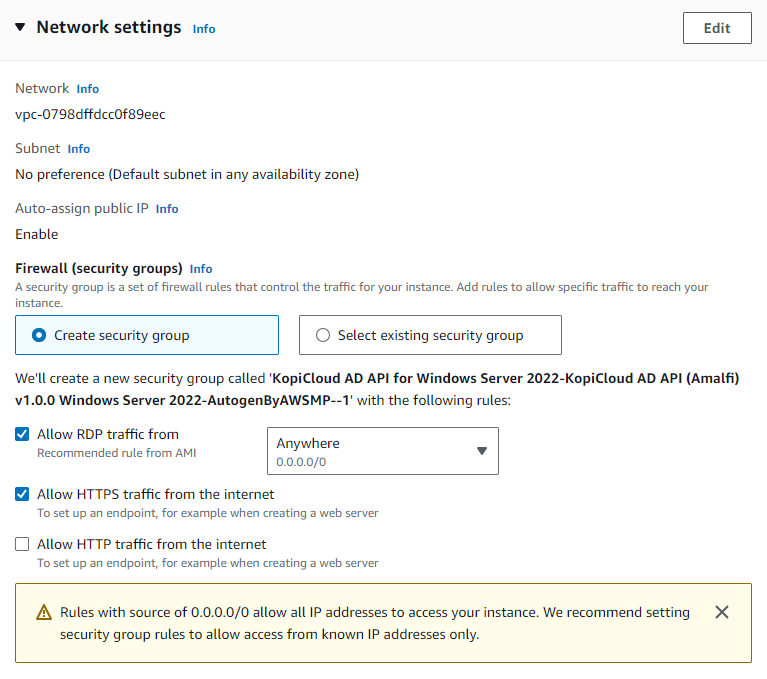 Network settings Info
Edit
Network Info
vpc-0798dffdcc0f89eec
Subnet Info
No preference (Default subnet in any availability zone)
Auto-assign public IP Info
Enable
Firewall (security groups) Info
A security group is a set of firewall rules that control the traffic for your instance. Add rules to allow specific traffic to reach your
instance.
Create security group
Select existing security group
We'll create a new security group called 'KopiCloud AD API for Windows Server 2022-KopiCloud AD API (Amalfi)
v1.0.0 Windows Server 2022-AutogenByAWSMP--1' with the following rules:
Allow RDP traffic from
Recommended rule from AMI
Anywhere
0.0.0.0/0
Allow HTTPS traffic from the internet
To set up an endpoint, for example when creating a web server
Allow HTTP traffic from the internet
To set up an endpoint, for example when creating a web server
Rules with source of 0.0.0.0/0 allow all IP addresses to access your instance. We recommend setting
security group rules to allow access from known IP addresses only.